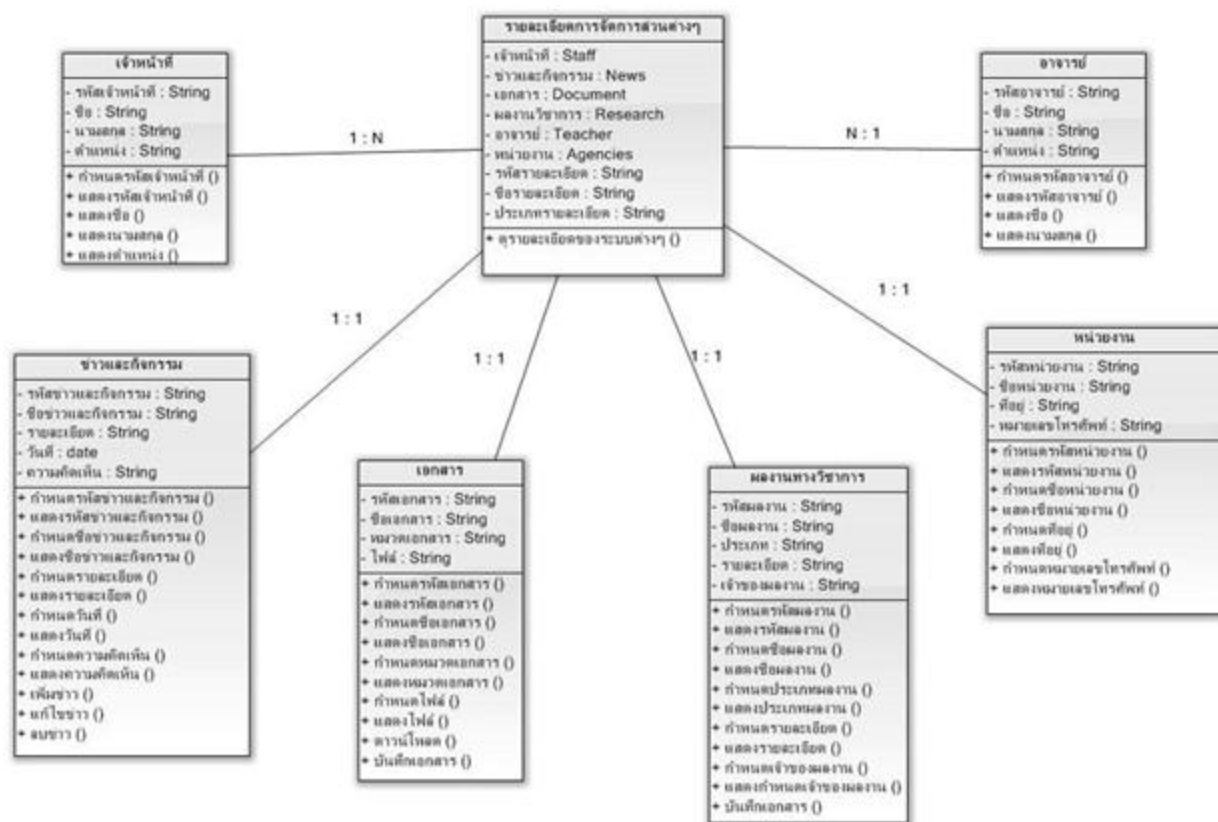 รายละเอียดการจัดการส่วนต่างๆ
- เจ้าหน้าที่ : Staff
- ข่าวและกิจกรรม : News
- เอกสาร : Document
- ผลงานวิชาการ : Research
- อาจารย์ : Teacher
- หน่วยงาน : Agencies
- รหัสรายละเอียด : String
- ชื่อรายละเอียด : String
- ประเภทรายละเอียด : String
+ ดูรายละเอียดของระบบต่างๆ ()
เจ้าหน้าที่
- รหัสเจ้าหน้าที่ : String
- ชื่อ : String
- นามสกุล : String
- ตำแหน่ง : String
+ กำหนดรหัสเจ้าหน้าที่ ()
+ แสดงรหัสเจ้าหน้าที่ ()
+ แสดงชื่อ ()
+ แสดงนามสกุล ()
+ แสดงตำแหน่ง ()
1 : N
N : 1
อาจารย์
- รหัสอาจารย์ : String
- ชื่อ : String
- นามสกุล : String
- ตำแหน่ง : String
+ กำหนดรหัสอาจารย์ ()
+ แสดงรหัสอาจารย์ ()
+ แสดงชื่อ ()
+ แสดงนามสกุล ()
1 : 1
1 : 1
1 : 1
1 : 1
ข่าวและกิจกรรม
- รหัสข่าวและกิจกรรม : String
- ชื่อข่าวและกิจกรรม : String
- รายละเอียด : String
- วันที่ : date
- ความคิดเห็น : String
+ กำหนดรหัสข่าวและกิจกรรม ()
+ แสดงรหัสข่าวและกิจกรรม ()
+ กำหนดชื่อข่าวและกิจกรรม ()
+ แสดงชื่อข่าวและกิจกรรม ()
+ กำหนดรายละเอียด ()
+ แสดงรายละเอียด ()
+ กำหนดวันที่ ()
+ แสดงวันที่ ()
+ กำหนดความคิดเห็น ()
+ แสดงความคิดเห็น ()
+ เพิ่มข่าว ()
+ แก้ไขข่าว ()
+ ลบข่าว ()
เอกสาร
- รหัสเอกสาร : String
- ชื่อเอกสาร : String
- หมวดเอกสาร : String
- ไฟล์ : String
+ กำหนดรหัสเอกสาร ()
+ แสดงรหัสเอกสาร ()
+ กำหนดชื่อเอกสาร ()
+ แสดงชื่อเอกสาร ()
+ กำหนดหมวดเอกสาร ()
+ แสดงหมวดเอกสาร ()
+ กำหนดไฟล์ ()
+ แสดงไฟล์ ()
+ ดาวน์โหลด ()
+ บันทึกเอกสาร ()
ผลงานทางวิชาการ
- รหัสผลงาน : String
- ชื่อผลงาน : String
- ประเภท : String
- รายละเอียด : String
- เจ้าของผลงาน : String
+ กำหนดรหัสผลงาน ()
+ แสดงรหัสผลงาน ()
+ กำหนดชื่อผลงาน ()
+ แสดงชื่อผลงาน ()
+ กำหนดประเภทผลงาน ()
+ แสดงประเภทผลงาน ()
+ กำหนดรายละเอียด ()
+ แสดงรายละเอียด ()
+ กำหนดเจ้าของผลงาน ()
+ แสดงกำหนดเจ้าของผลงาน ()
+ บันทึกเอกสาร ()
หน่วยงาน
- รหัสหน่วยงาน : String
- ชื่อหน่วยงาน : String
- ที่อยู่ : String
- หมายเลขโทรศัพท์ : String
+ กำหนดรหัสหน่วยงาน ()
+ แสดงรหัสหน่วยงาน ()
+ กำหนดชื่อหน่วยงาน ()
+ แสดงชื่อหน่วยงาน ()
+ กำหนดที่อยู่ ()
+ แสดงที่อยู่ ()
+ กำหนดหมายเลขโทรศัพท์ ()
+ แสดงหมายเลขโทรศัพท์ ()